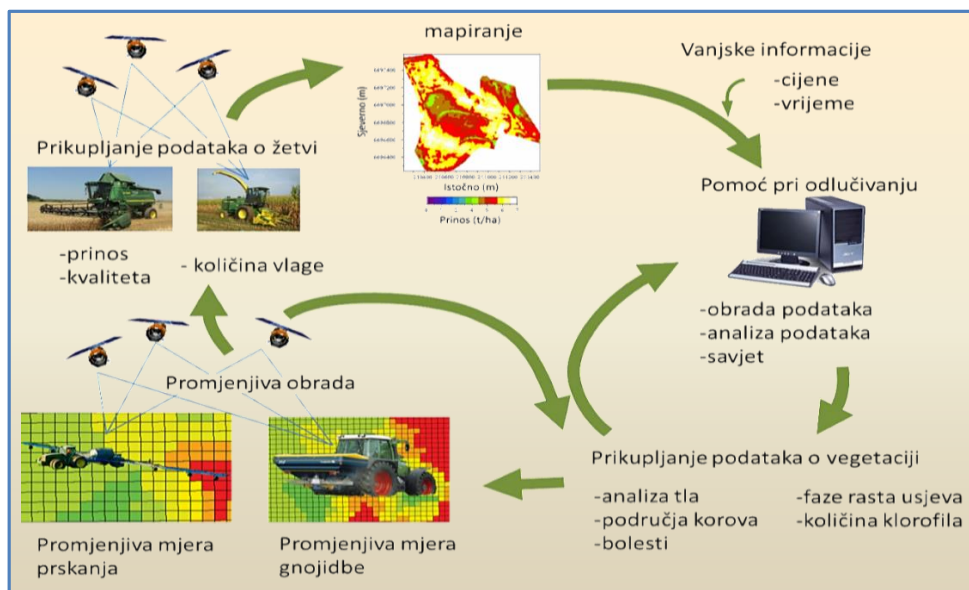 mapiranje
Vanjske informacije
-cijene
-vrijeme
Prikupljanje podataka o žetvi
-prinos
-kvaliteta
- količina vlage
Sjeverno (m)
Istočno (m)
Prinos (t/ha)
Pomoć pri odlučivanju
-obrada podataka
-analiza podataka
-savjet
Promjenjiva obrada
Prikupljanje podataka o vegetaciji
-analiza tla
-područja korova
-bolesti
-faze rasta usjeva
-količina klorofila
Promjenjiva mjera
prskanja
Promjenjiva mjera
gnojidbe